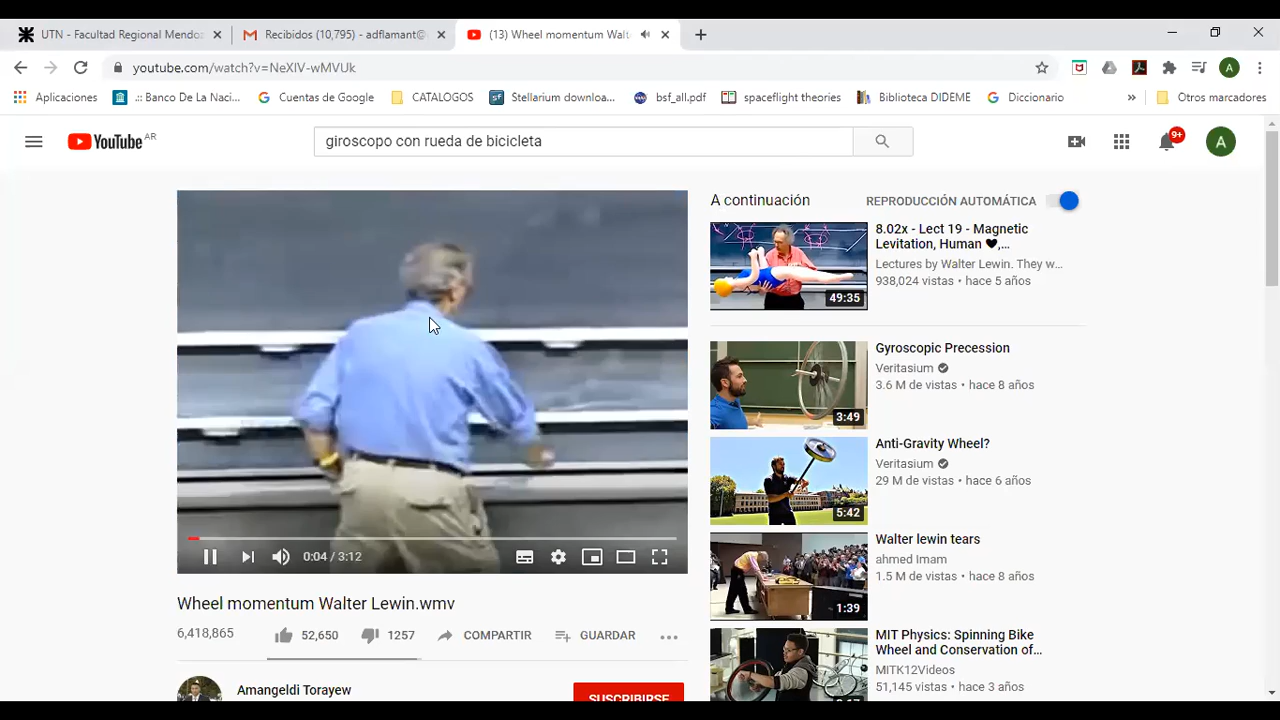 UTN - Facultad Regional Mendoz
Recibidos (10,795) - adflamant@
(13) Wheel momentum Walt
youtube.com/watch?v=NeXIV-wMVUk
Aplicaciones
.:: Banco De La Naci...
Cuentas de Google
CATALOGOS
Stellarium downloa...
bsf_all.pdf
spaceflight theories
Biblioteca DIDEME
Diccionario
»
Otros marcadores
YouTube AR
giroscopo con rueda de bicicleta
9+
A
0:04 / 3:12
Wheel momentum Walter Lewin.wmv
6,418,865
52,650
1257
COMPARTIR
GUARDAR
Amangeldi Torayew
SUSCRIBIRSE
A continuación
REPRODUCCIÓN AUTOMÁTICA
8.02x - Lect 19 - Magnetic
Levitation, Human ♥,...
Lectures by Walter Lewin. They w...
938,024 vistas • hace 5 años
49:35
Gyroscopic Precession
Veritasium
3.6 M de vistas • hace 8 años
3:49
Anti-Gravity Wheel?
Veritasium
29 M de vistas • hace 6 años
5:42
Walter lewin tears
ahmed Imam
1.5 M de vistas • hace 8 años
1:39
MIT Physics: Spinning Bike
Wheel and Conservation of...
MITK12Videos
51,145 vistas • hace 3 años